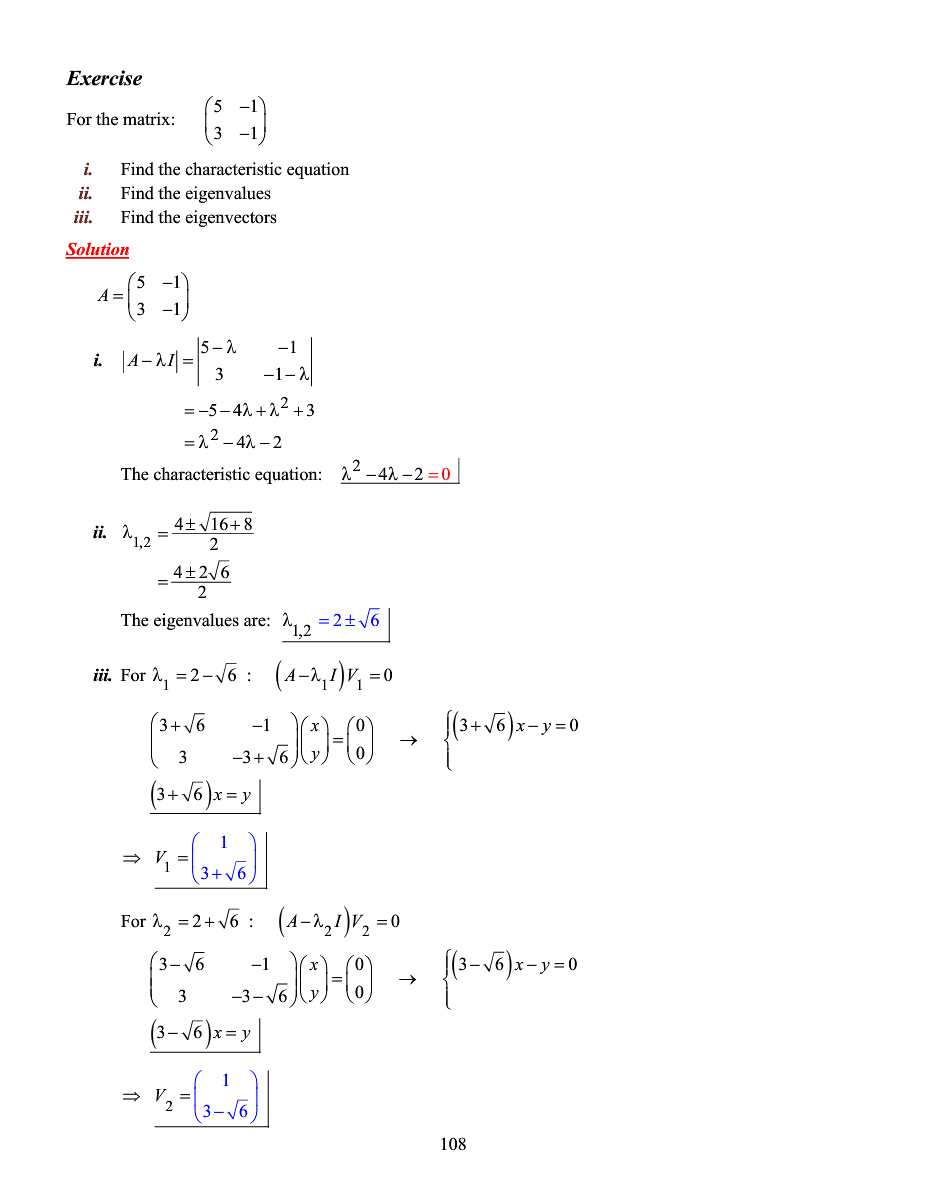 Exercise
For the matrix: $\begin{pmatrix} 5 & -1 \\ 3 & -1 \end{pmatrix}$
i. Find the characteristic equation
ii. Find the eigenvalues
iii. Find the eigenvectors
Solution
$A = \begin{pmatrix} 5 & -1 \\ 3 & -1 \end{pmatrix}$
i. $|A - \lambda I| = \begin{vmatrix} 5-\lambda & -1 \\ 3 & -1-\lambda \end{vmatrix}$
$= -5 - 4\lambda + \lambda^2 + 3$
$= \lambda^2 - 4\lambda - 2$
The characteristic equation: $\lambda^2 - 4\lambda - 2 = 0$
ii. $\lambda_{1,2} = \frac{4 \pm \sqrt{16+8}}{2}$
$= \frac{4 \pm 2\sqrt{6}}{2}$
The eigenvalues are: $\lambda_{1,2} = 2 \pm \sqrt{6}$
iii. For $\lambda_1 = 2 - \sqrt{6}$ : $(A - \lambda_1 I) V_1 = 0$
$\begin{pmatrix} 3+\sqrt{6} & -1 \\ 3 & -3+\sqrt{6} \end{pmatrix} \begin{pmatrix} x \\ y \end{pmatrix} = \begin{pmatrix} 0 \\ 0 \end{pmatrix} \rightarrow \begin{cases} (3+\sqrt{6})x - y = 0 \\ \ \end{cases}$
$(3+\sqrt{6})x = y$
$\Rightarrow V_1 = \begin{pmatrix} 1 \\ 3+\sqrt{6} \end{pmatrix}$
For $\lambda_2 = 2 + \sqrt{6}$ : $(A - \lambda_2 I) V_2 = 0$
$\begin{pmatrix} 3-\sqrt{6} & -1 \\ 3 & -3-\sqrt{6} \end{pmatrix} \begin{pmatrix} x \\ y \end{pmatrix} = \begin{pmatrix} 0 \\ 0 \end{pmatrix} \rightarrow \begin{cases} (3-\sqrt{6})x - y = 0 \\ \ \end{cases}$
$(3-\sqrt{6})x = y$
$\Rightarrow V_2 = \begin{pmatrix} 1 \\ 3-\sqrt{6} \end{pmatrix}$
108